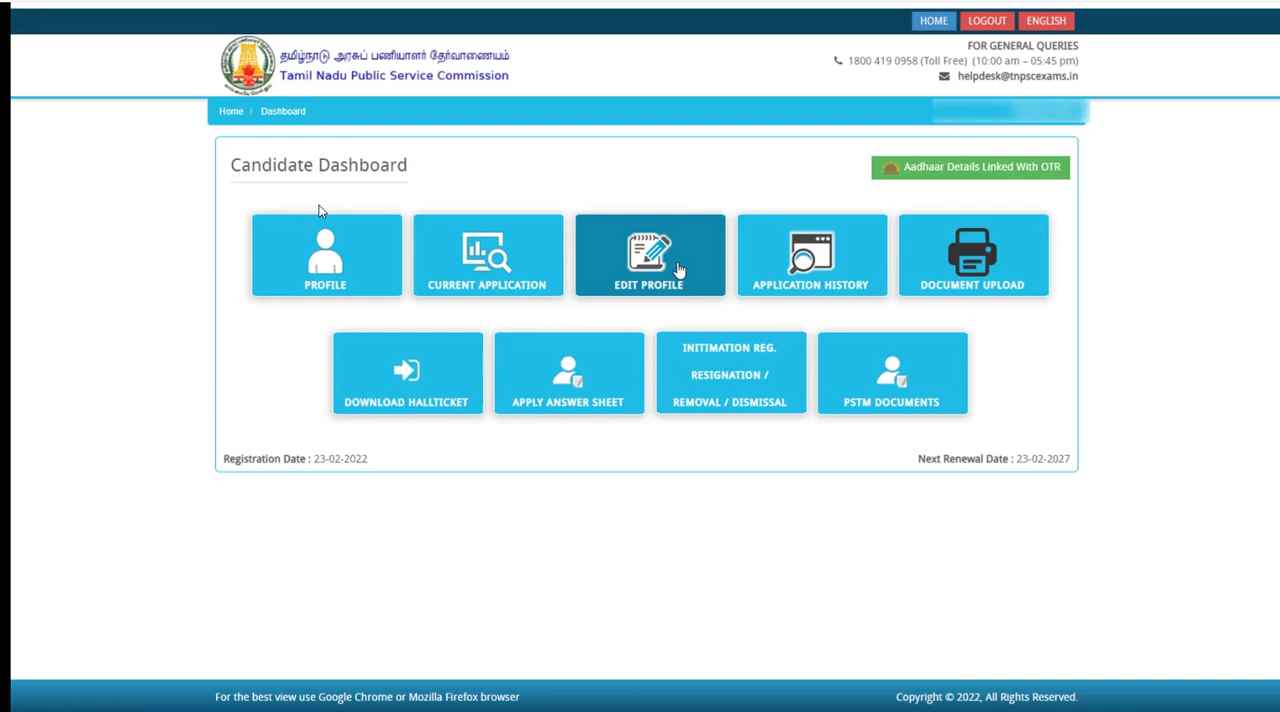 HOME LOGOUT ENGLISH
தமிழ்நாடு அரசுப் பணியாளர் தேர்வாணையம்
Tamil Nadu Public Service Commission
FOR GENERAL QUERIES
1800 419 0958 (Toll Free) (10:00 am – 05:45 pm)
helpdesk@tnpscexams.in
Home / Dashboard
Candidate Dashboard
Aadhaar Details Linked With OTR
PROFILE
CURRENT APPLICATION
EDIT PROFILE
APPLICATION HISTORY
DOCUMENT UPLOAD
DOWNLOAD HALLTICKET
APPLY ANSWER SHEET
INITIMATION REG.
RESIGNATION /
REMOVAL / DISMISSAL
PSTM DOCUMENTS
Registration Date : 23-02-2022
Next Renewal Date : 23-02-2027
For the best view use Google Chrome or Mozilla Firefox browser
Copyright © 2022, All Rights Reserved.